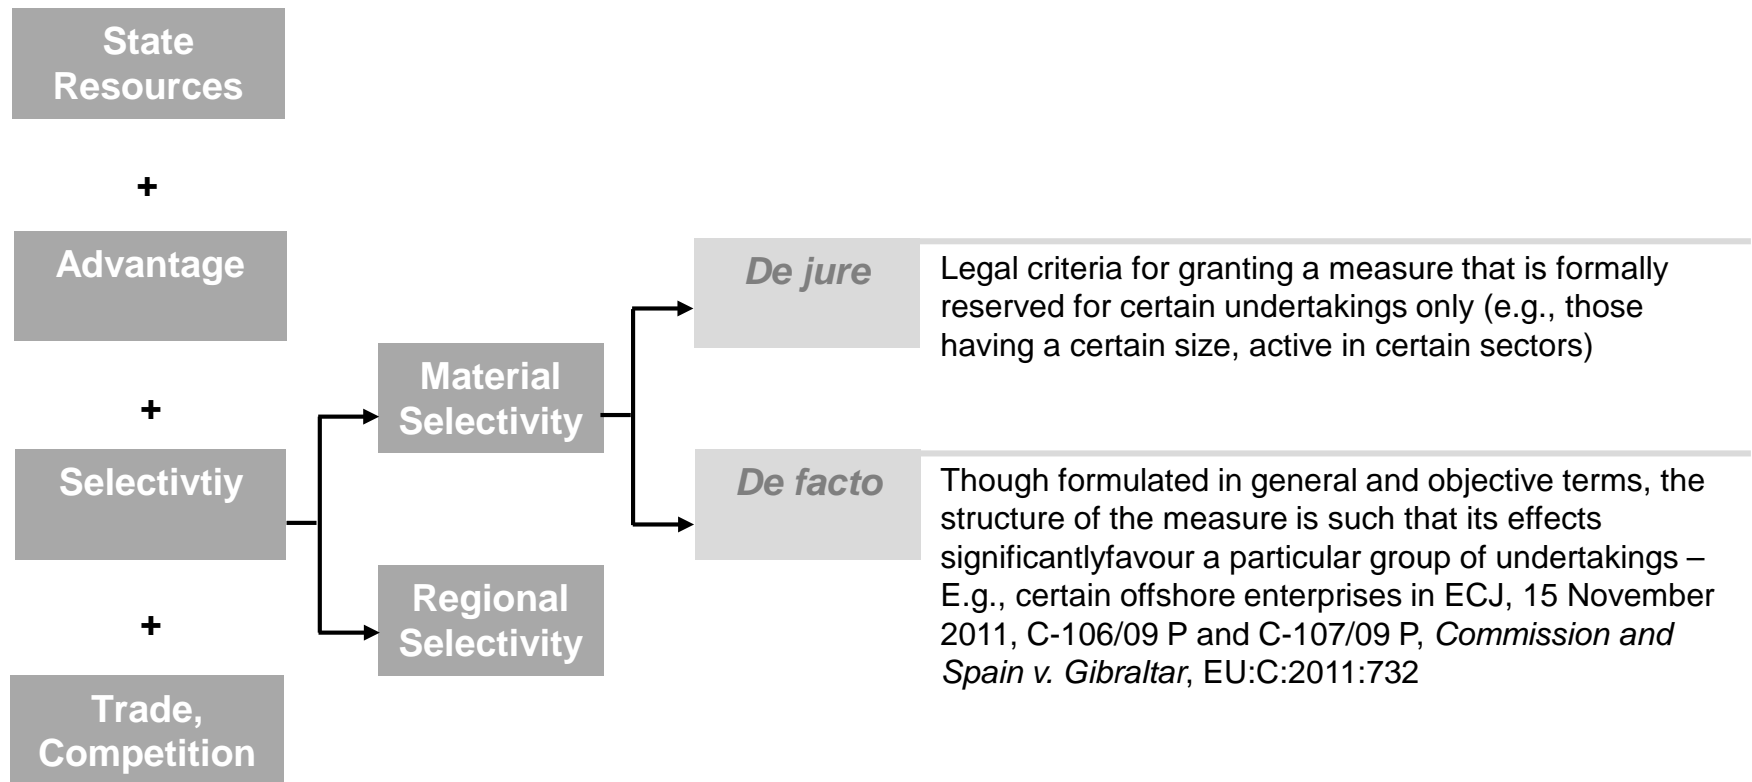 State
Resources
+
Advantage
+
Selectivtiy
+
Trade,
Competition
Material
Selectivity
Regional
Selectivity
De jure
Legal criteria for granting a measure that is formally
reserved for certain undertakings only (e.g., those
having a certain size, active in certain sectors)
De facto
Though formulated in general and objective terms, the
structure of the measure is such that its effects
significantlyfavour a particular group of undertakings –
E.g., certain offshore enterprises in ECJ, 15 November
2011, C-106/09 P and C-107/09 P, Commission and
Spain v. Gibraltar, EU:C:2011:732